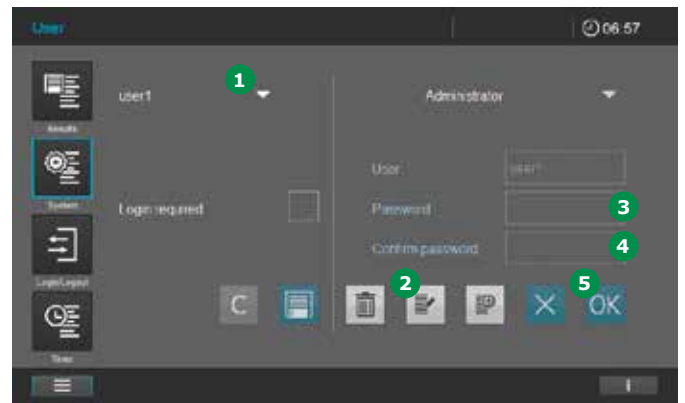 User
06:57
1
user1
Administrator
Results
User
user1
3
System
Login required
Password
4
Confirm password
Login/Logout
2
5
C
OK
Timer
i